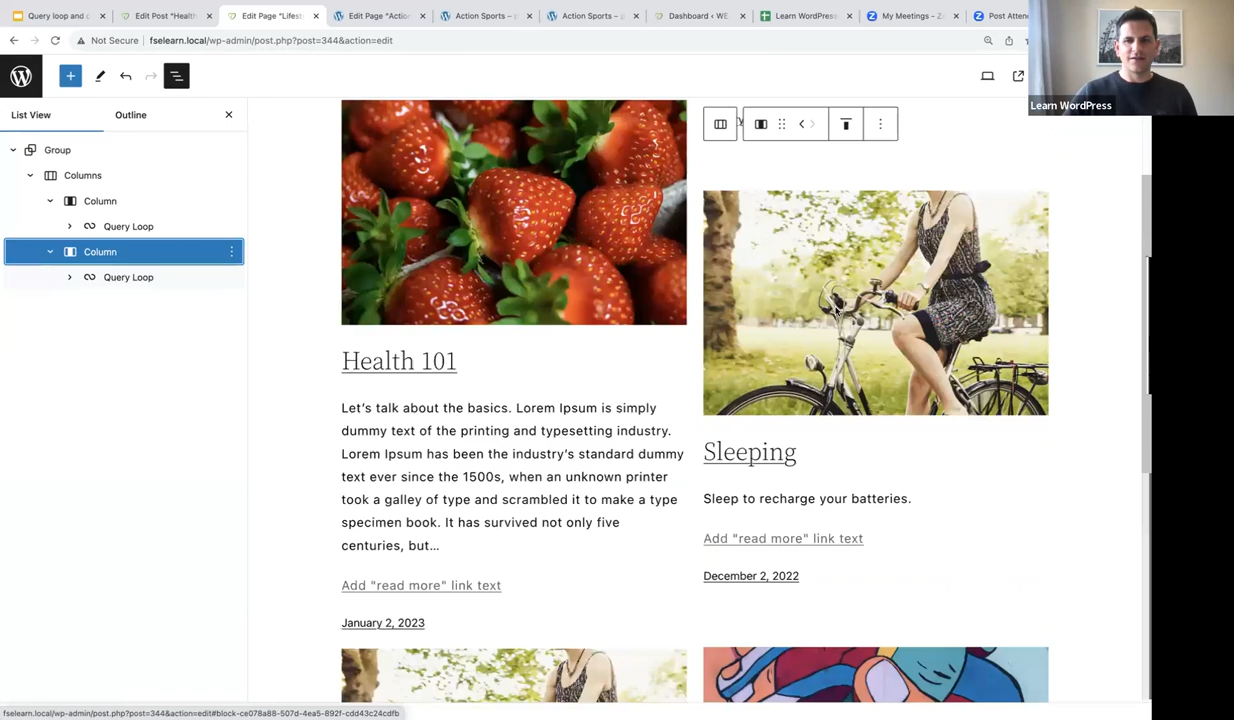 Query loop and c
Edit Post "Health
Edit Page "Lifest
Edit Page "Action
Action Sports – p
Action Sports – p
Dashboard ‹ WE
Learn WordPress
My Meetings - Z
Post Attend
Not Secure
fselearn.local/wp-admin/post.php?post=344&action=edit
Learn WordPress
List View
Outline
Group
Columns
Column
Query Loop
Column
Query Loop
Health 101
Let's talk about the basics. Lorem Ipsum is simply
dummy text of the printing and typesetting industry.
Lorem Ipsum has been the industry's standard dummy
text ever since the 1500s, when an unknown printer
took a galley of type and scrambled it to make a type
specimen book. It has survived not only five
centuries, but…
Add "read more" link text
January 2, 2023
Sleeping
Sleep to recharge your batteries.
Add "read more" link text
December 2, 2022
fselearn.local/wp-admin/post.php?post=344&action=edit#block-ce078a88-507d-4ea5-892f-cdd43c24cdfb